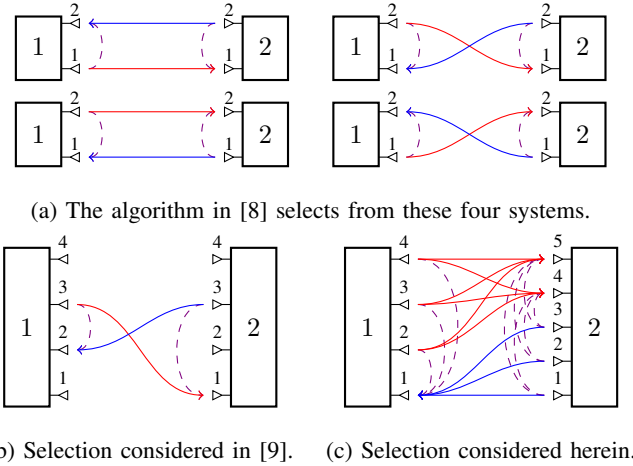 2 2 2 2
1 2 1 2
1 1 1 1
2 2 2 2
1 2 1 2
1 1 1 1
(a) The algorithm in [8] selects from these four systems.
4 4 4 5
3 3 3 4
1 2 1 3 2
2 2 2 2
1 1 1 1
) Selection considered in [9]. (c) Selection considered herein.